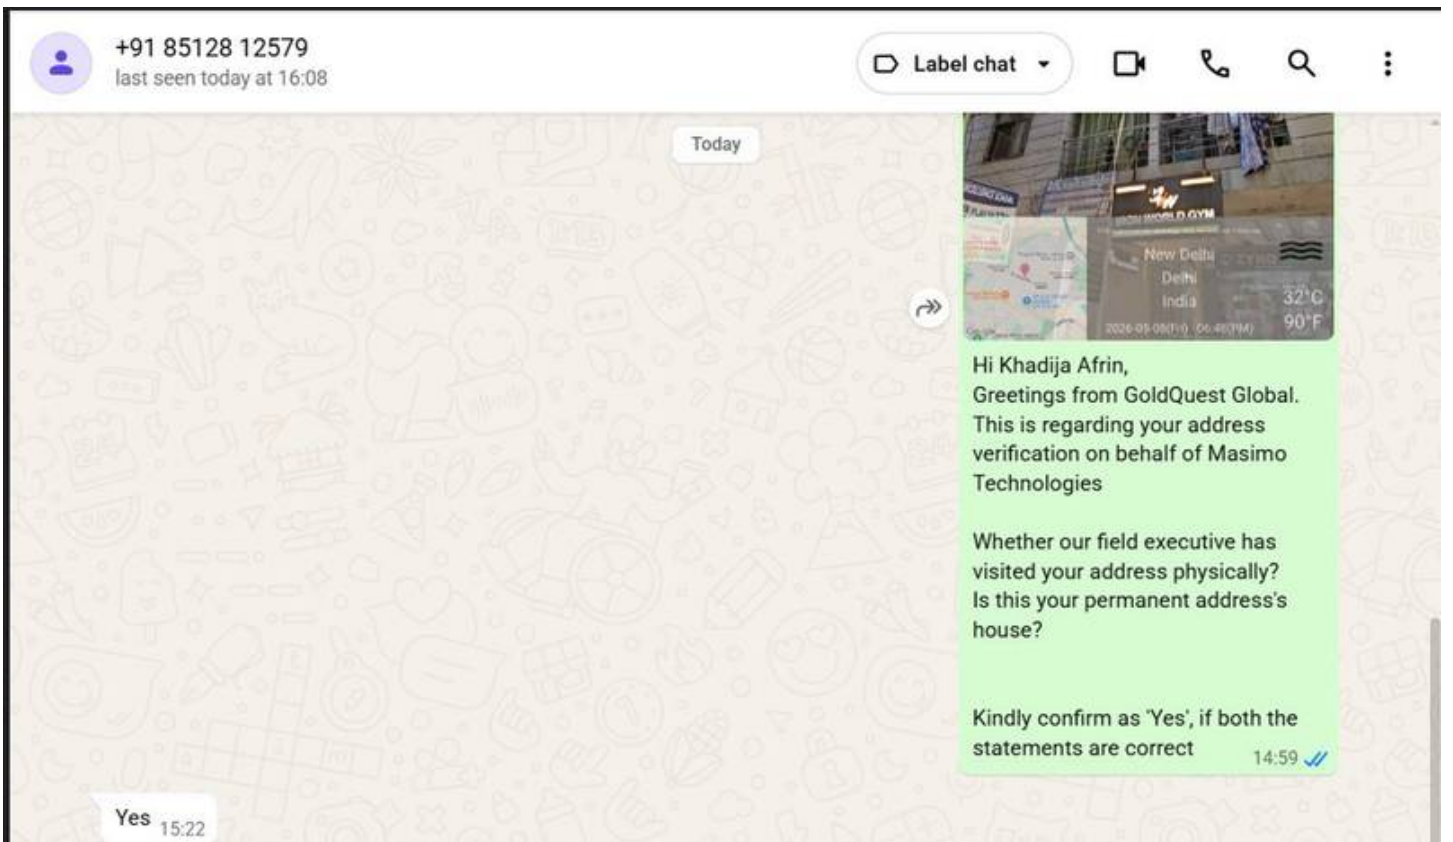 +91 85128 12579
last seen today at 16:08
Label chat
Today
WORLD GYM
New Delhi
Delhi
India
32°C
90°F
Hi Khadija Afrin,
Greetings from GoldQuest Global.
This is regarding your address
verification on behalf of Masimo
Technologies
Whether our field executive has
visited your address physically?
Is this your permanent address's
house?
Kindly confirm as 'Yes', if both the
statements are correct
14:59
Yes
15:22